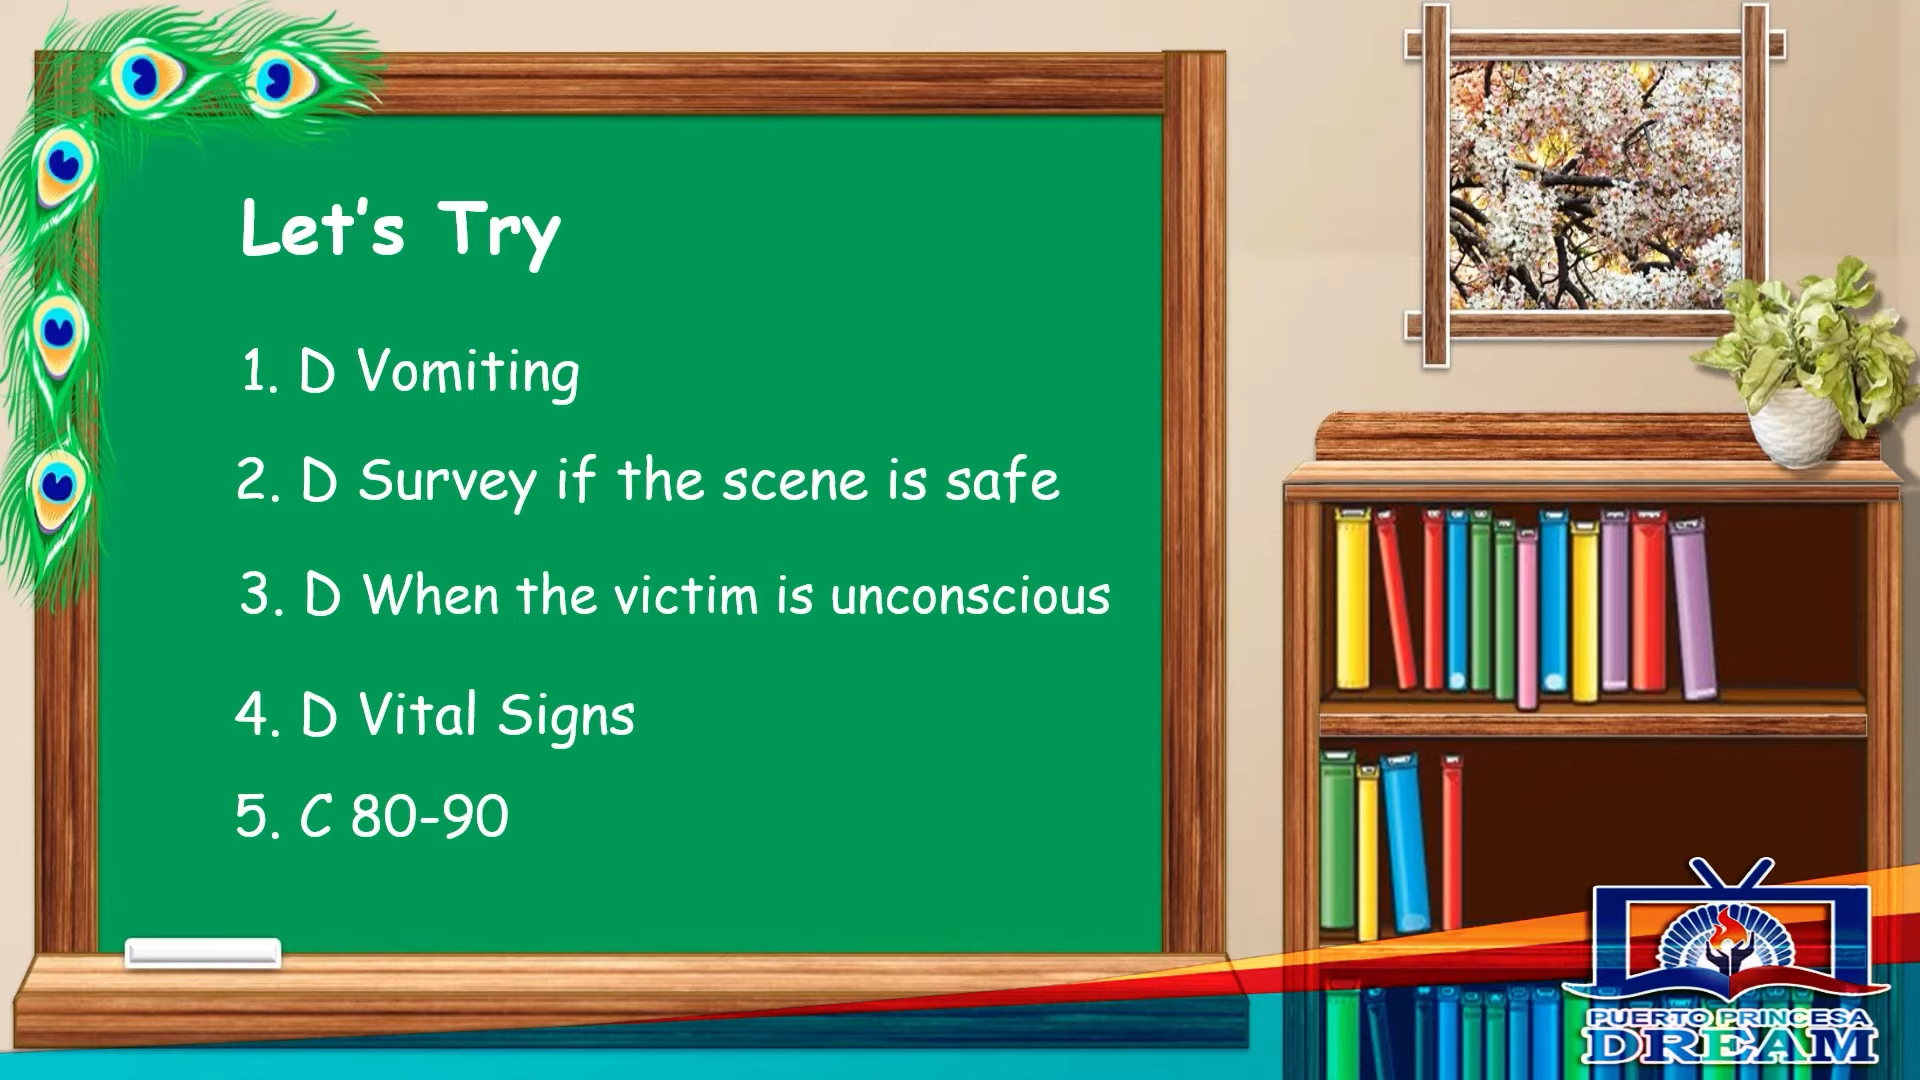 Let's Try
1. D Vomiting
2. D Survey if the scene is safe
3. D When the victim is unconscious
4. D Vital Signs
5. C 80-90
PUERTO PRINCESA
DREAM